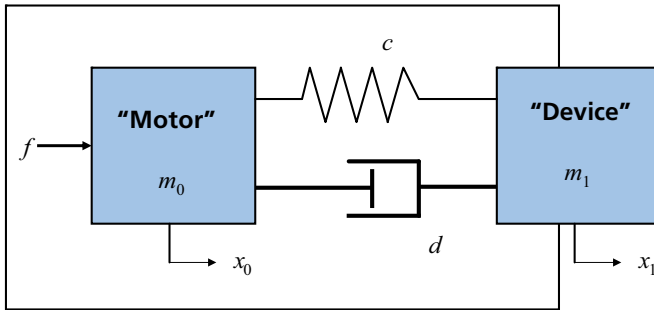 c
"Motor"
"Device"
f
m₀
m₁
d
x₀
x₁